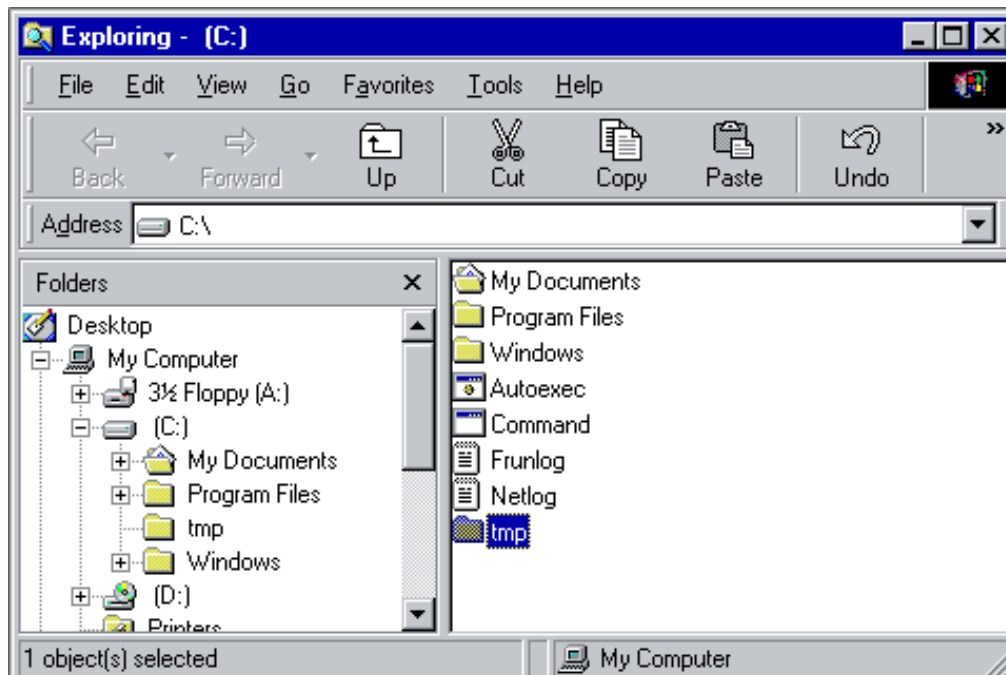 Exploring - (C:)
File Edit View Go Favorites Tools Help
»
Back Forward Up Cut Copy Paste Undo
Address C:\
Folders
Desktop
My Computer
3½ Floppy (A:)
(C:)
My Documents
Program Files
tmp
Windows
(D:)
Printers
My Documents
Program Files
Windows
Autoexec
Command
Frunlog
Netlog
tmp
1 object(s) selected
My Computer